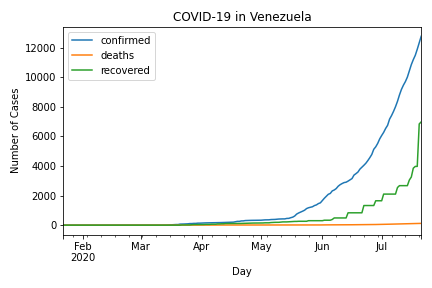 COVID-19 in Venezuela
confirmed
deaths
recovered
Number of Cases
12000
10000
8000
6000
4000
2000
0
Feb Mar Apr May Jun Jul
2020
Day